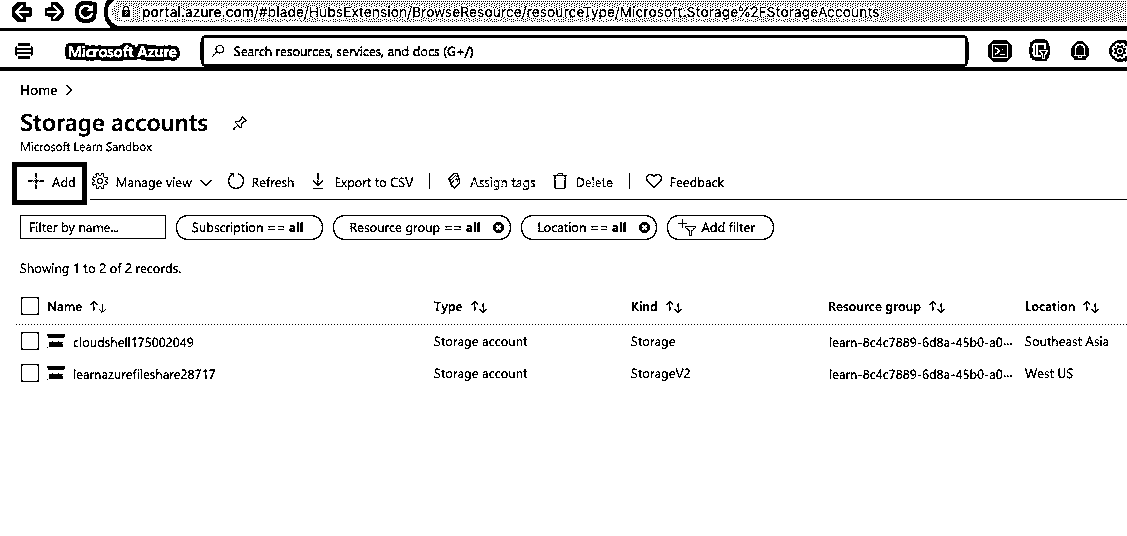 portal.azure.com/#blade/HubsExtension/BrowseResource/resourceType/Microsoft.Storage%2FStorageAccounts
Microsoft Azure Search resources, services, and docs (G+/)
Home >
Storage accounts
Microsoft Learn Sandbox
+ Add Manage view Refresh Export to CSV Assign tags Delete Feedback
Filter by name... Subscription == all Resource group == all Location == all Add filter
Showing 1 to 2 of 2 records.
Name Type Kind Resource group Location
cloudshell175002049 Storage account Storage learn-8c4c7889-6d8a-45b0-a0... Southeast Asia
learnazurefileshare28717 Storage account StorageV2 learn-8c4c7889-6d8a-45b0-a0... West US